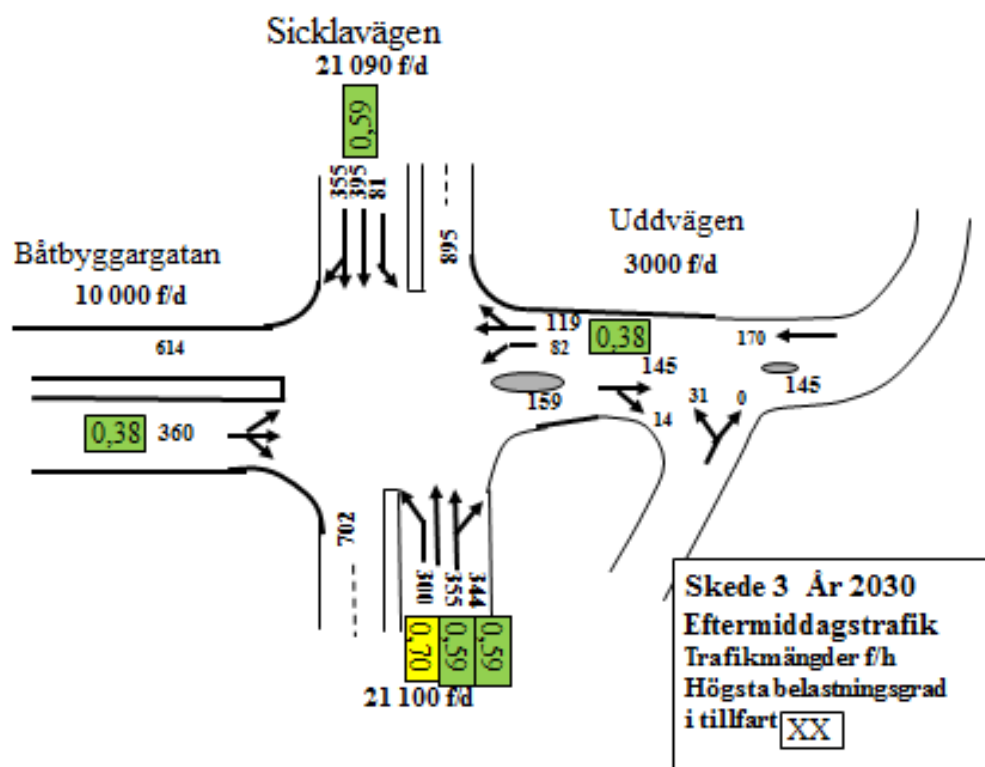 Sicklavägen
21 090 f/d
0,59
355
395
81
895
Uddvägen
3000 f/d
Båtbyggargatan
10 000 f/d
614
119
82
0,38
170
145
145
159
14
31
0
0,38
360
702
300
355
344
0,70
0,59
0,59
21 100 f/d
Skede 3 År 2030
Eftermiddagstrafik
Trafikmängder f/h
Högsta belastningsgrad
i tillfart XX